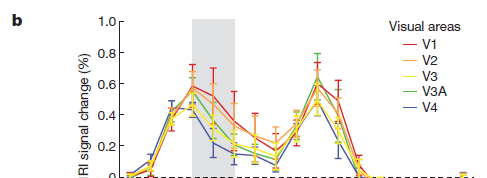 b
Visual areas
V1
V2
V3
V3A
V4
RI signal change (%)
1.0
0.8
0.6
0.4
0.2
0